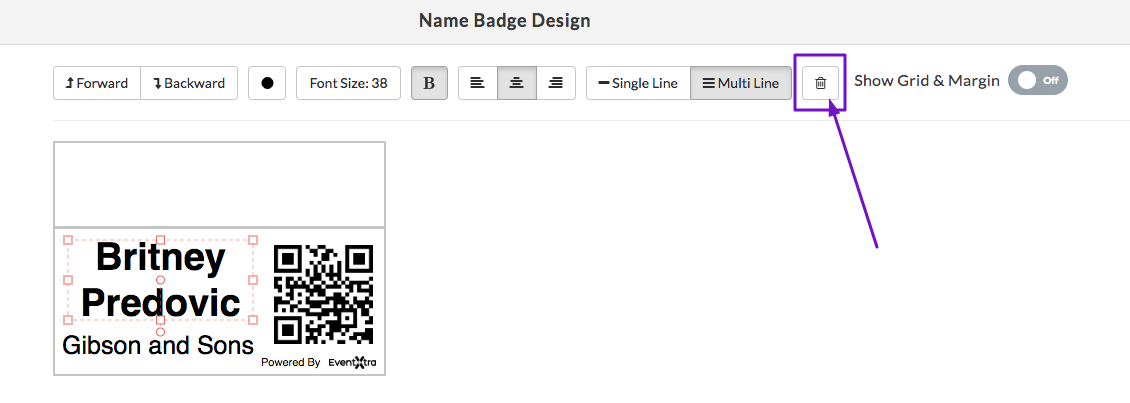 Name Badge Design
Forward Backward Font Size: 38 B Single Line Multi Line Show Grid & Margin Off
Britney
Predovic
Gibson and Sons
Powered By EventXtra